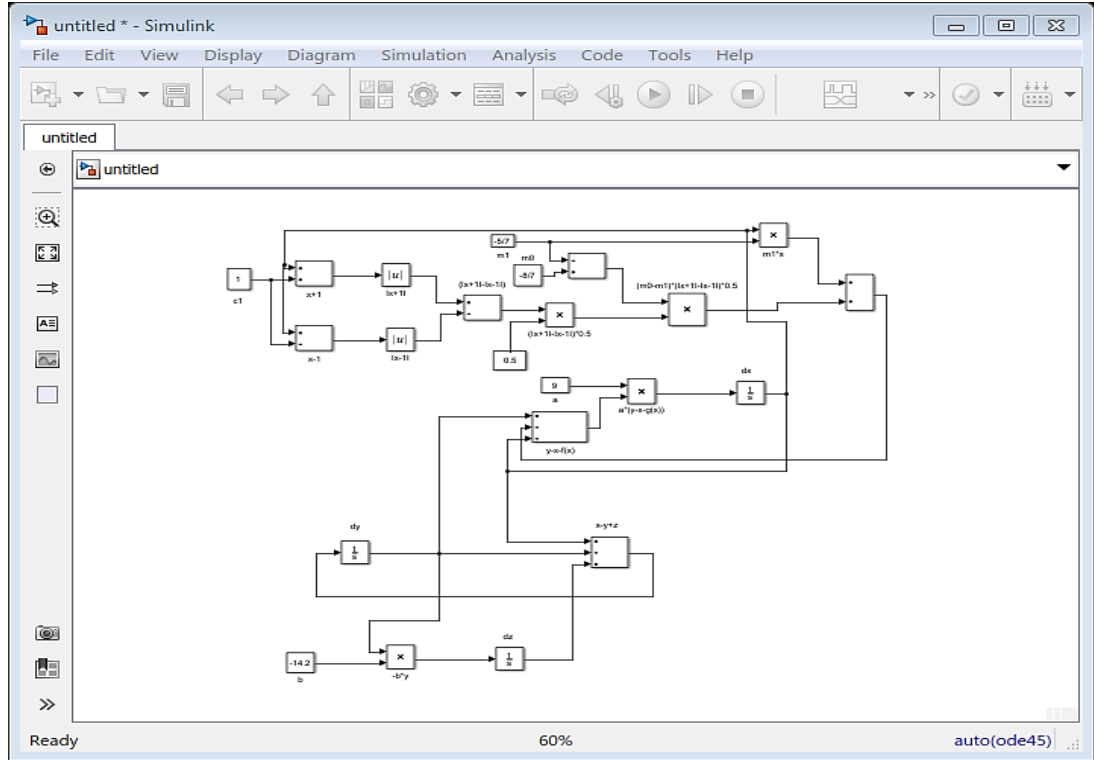 untitled * - Simulink
File Edit View Display Diagram Simulation Analysis Code Tools Help
untitled
untitled
-5/7
m1
m0
-8/7
m1*x
1
c1
x+1
|u|
|x+1|
(|x+1|-|x-1|)
(m0-m1)*(|x+1|-|x-1|)*0.5
x-1
|u|
|x-1|
(|x+1|-|x-1|)*0.5
0.5
9
a
a*(y-x-g(x))
dx
1
s
y-x-f(x)
dy
1
s
x-y+z
-14.2
b
-b*y
dz
1
s
Ready 60% auto(ode45)